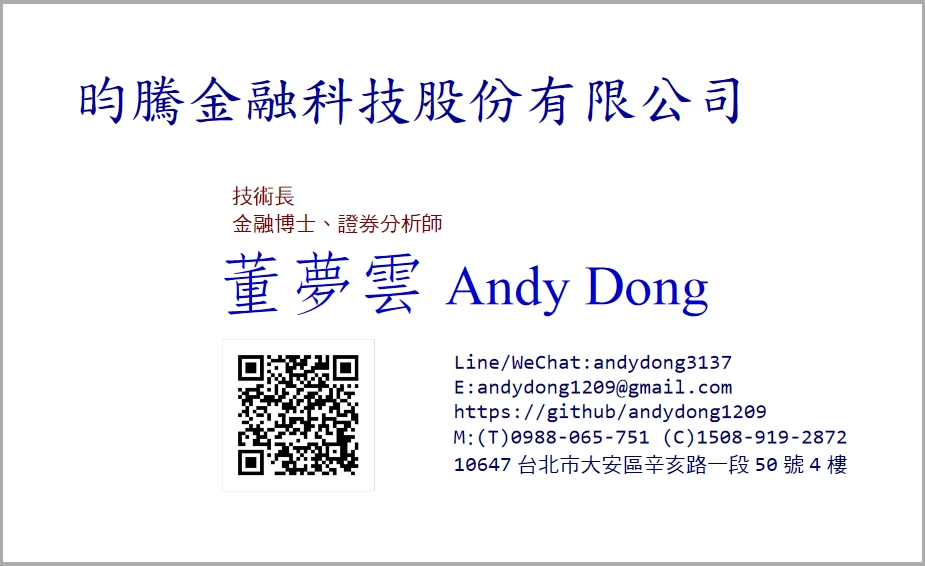 昀騰金融科技股份有限公司
技術長
金融博士、證券分析師
董夢雲 Andy Dong
Line/WeChat:andydong3137
E:andydong1209@gmail.com
https://github/andydong1209
M:(T)0988-065-751 (C)1508-919-2872
10647 台北市大安區辛亥路一段 50 號 4 樓